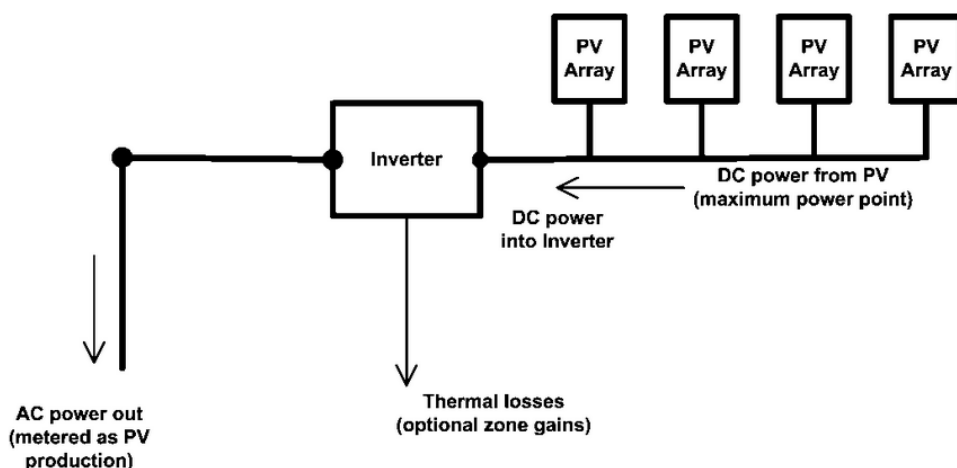 PV
Array
PV
Array
PV
Array
PV
Array
Inverter
DC power from PV
(maximum power point)
DC power
into Inverter
Thermal losses
(optional zone gains)
AC power out
(metered as PV
production)